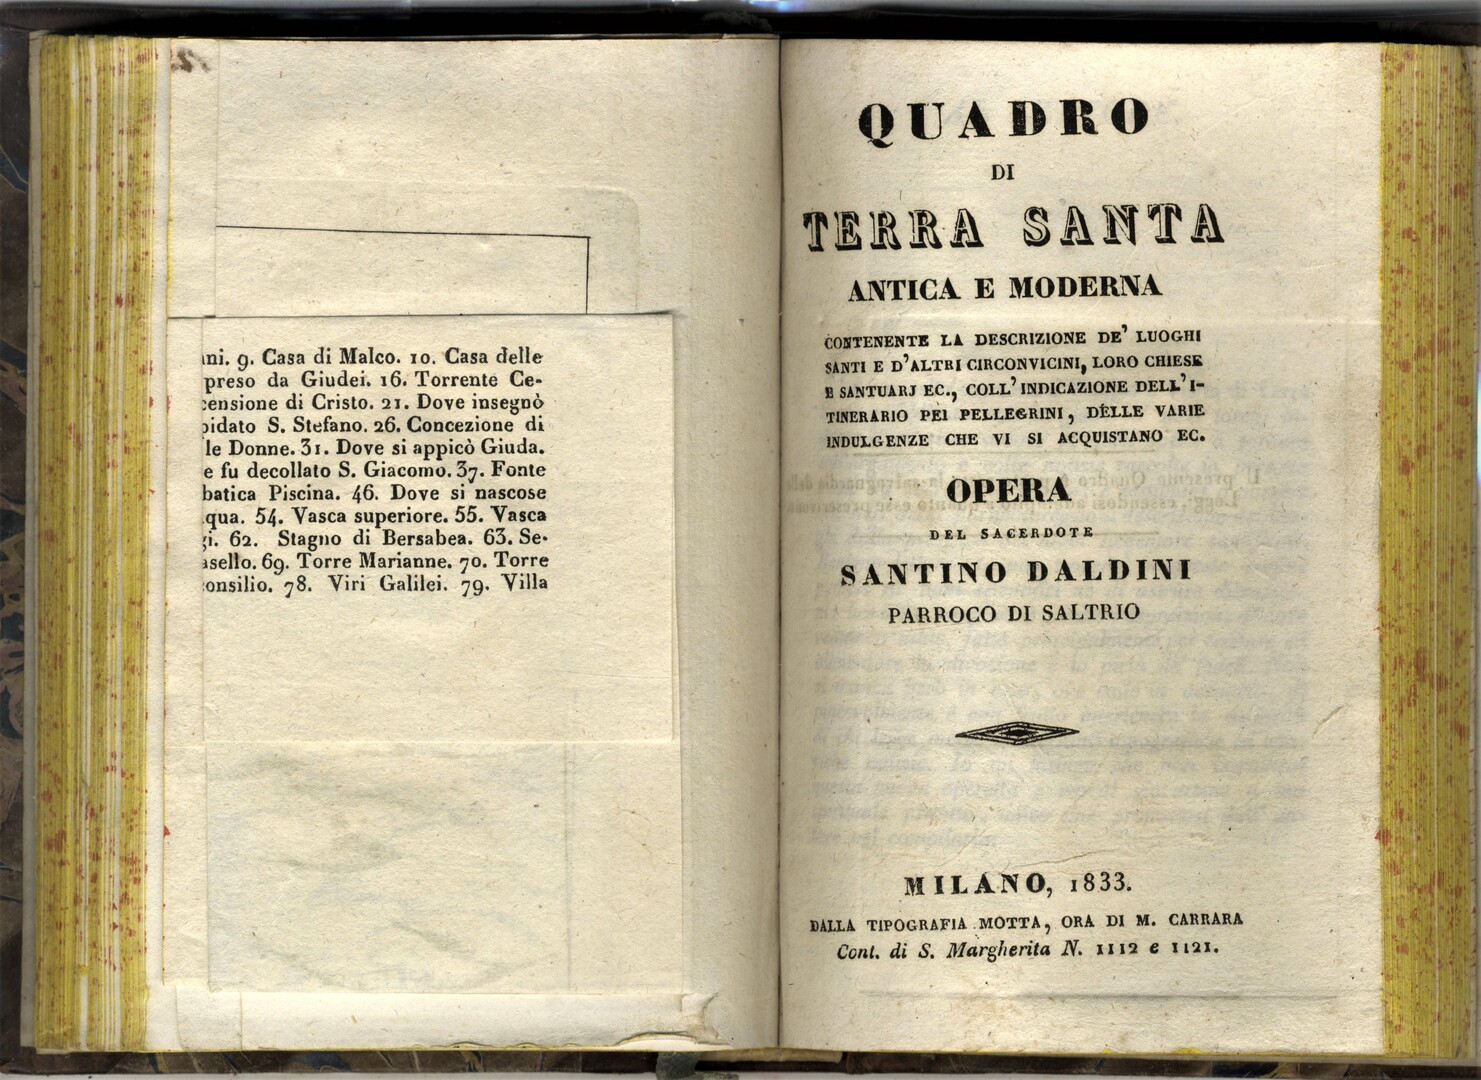 9. Casa di Malco. 10. Casa delle
preso da Giudei. 16. Torrente Ce-
censione di Cristo. 21. Dove insegnò
S. Stefano. 26. Concezione di
le Donne. 31. Dove si appicò Giuda.
e fu decollato S. Giacomo. 37. Fonte
batica Piscina. 46. Dove si nascose
qua. 54. Vasca superiore. 55. Vasca
62. Stagno di Bersabea. 63. Se-
69. Torre Marianne. 70. Torre
consilio. 78. Viri Galilei. 79. Villa
QUADRO
DI
TERRA SANTA
ANTICA E MODERNA
CONTENENTE LA DESCRIZIONE DE' LUOGHI
SANTI E D'ALTRI CIRCONVICINI, LORO CHIESE
E SANTUARJ EC., COLL' INDICAZIONE DELL' I-
TINERARIO PEI PELLEGRINI, DELLE VARIE
INDULGENZE CHE VI SI ACQUISTANO EC.
OPERA
DEL SACERDOTE
SANTINO DALDINI
PARROCO DI SALTRIO
MILANO, 1833.
DALLA TIPOGRAFIA MOTTA, ORA DI M. CARRARA
Cont. di S. Margherita N. 1112 e 1121.